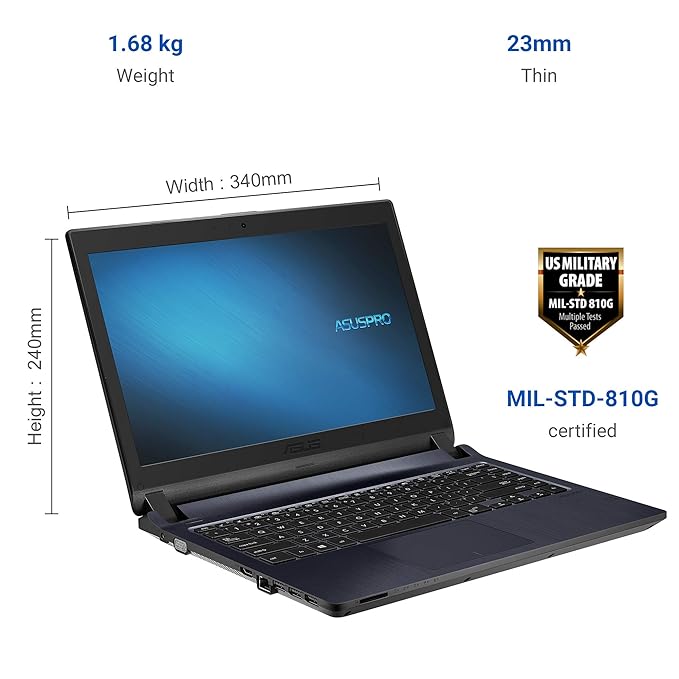 1.68 kg
Weight
23mm
Thin
Width : 340mm
Height : 240mm
ASUSPRO
ASUS
US MILITARY
GRADE
MIL-STD 810G
Multiple Tests
Passed
MIL-STD-810G
certified